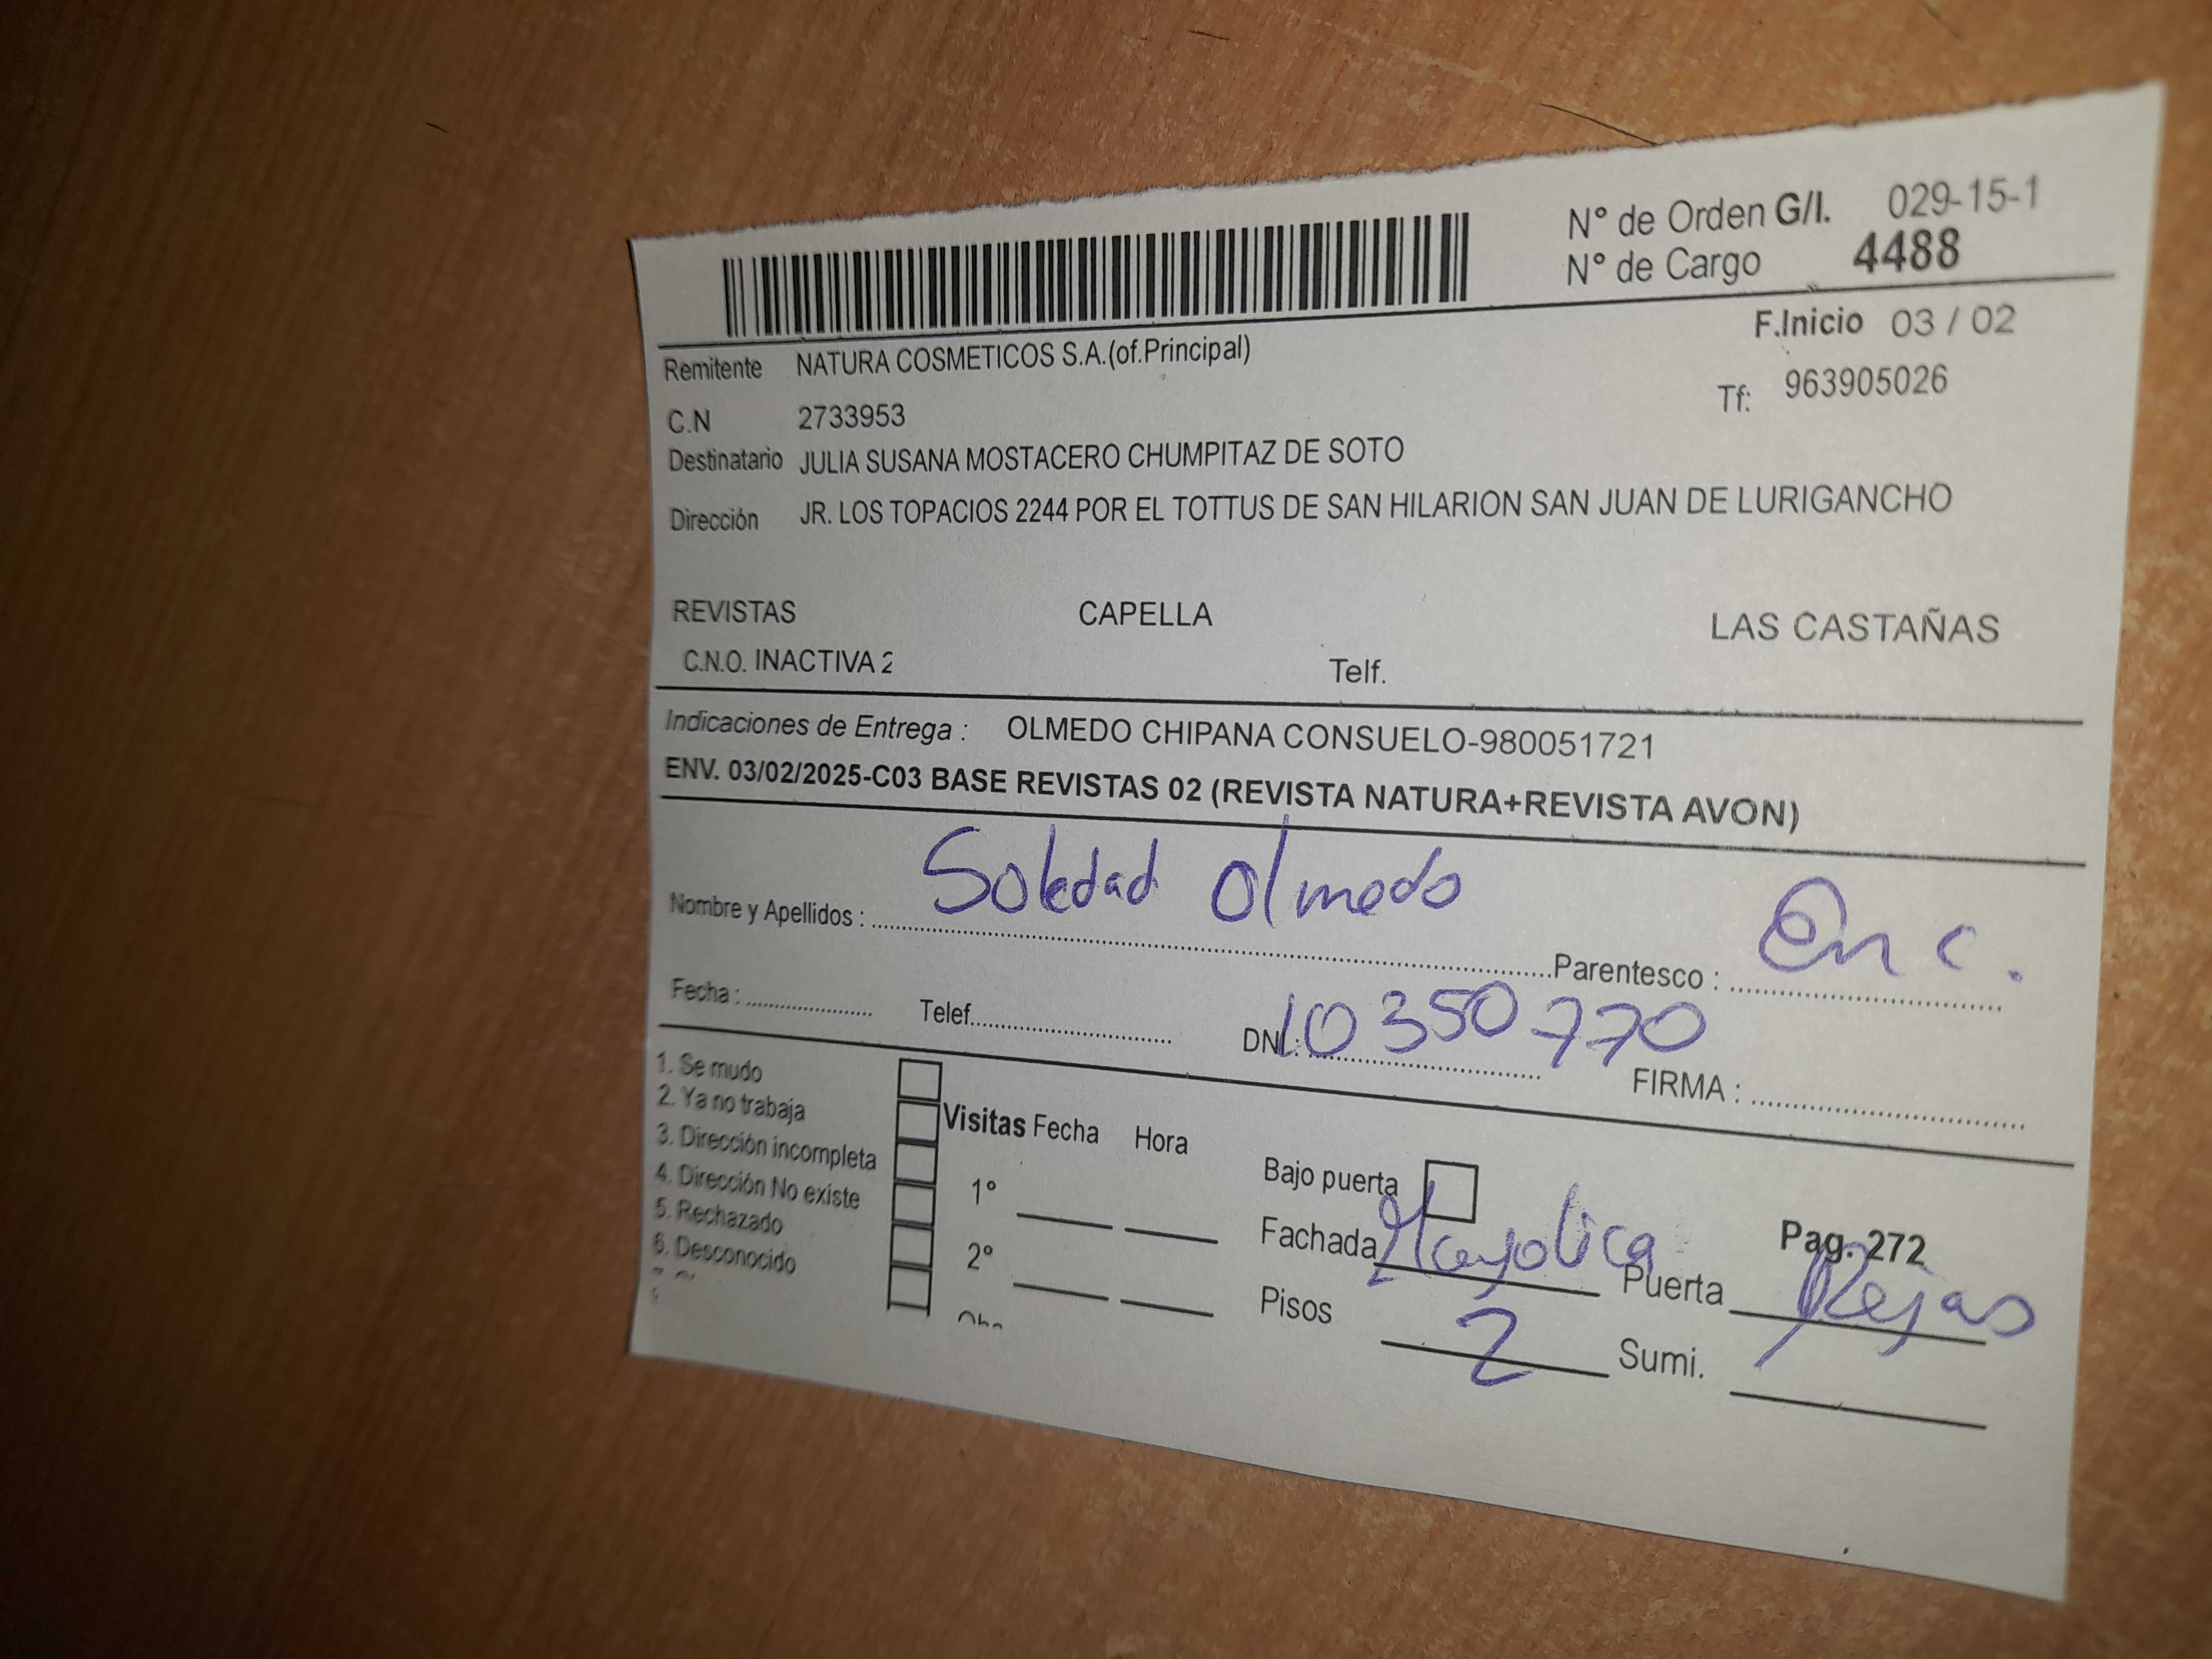 N° de Orden G/I. 029-15-1
N° de Cargo 4488
F.Inicio 03 / 02
Remitente NATURA COSMETICOS S.A.(of.Principal)
Tf: 963905026
C.N 2733953
Destinatario JULIA SUSANA MOSTACERO CHUMPITAZ DE SOTO
Dirección JR. LOS TOPACIOS 2244 POR EL TOTTUS DE SAN HILARION SAN JUAN DE LURIGANCHO
REVISTAS CAPELLA LAS CASTAÑAS
C.N.O. INACTIVA 2 Telf.
Indicaciones de Entrega : OLMEDO CHIPANA CONSUELO-980051721
ENV. 03/02/2025-C03 BASE REVISTAS 02 (REVISTA NATURA+REVISTA AVON)
Nombre y Apellidos : Soledad Olmedo Parentesco : Enc.
Fecha : Telef. DNI.: 10350770 FIRMA :
1. Se mudo
2. Ya no trabaja
3. Dirección incompleta
4. Dirección No existe
5. Rechazado
6. Desconocido
Visitas Fecha Hora
1°
2°
Bajo puerta
Pag. 272
Fachada Mayolica Puerta Rejas
Pisos 2 Sumi.